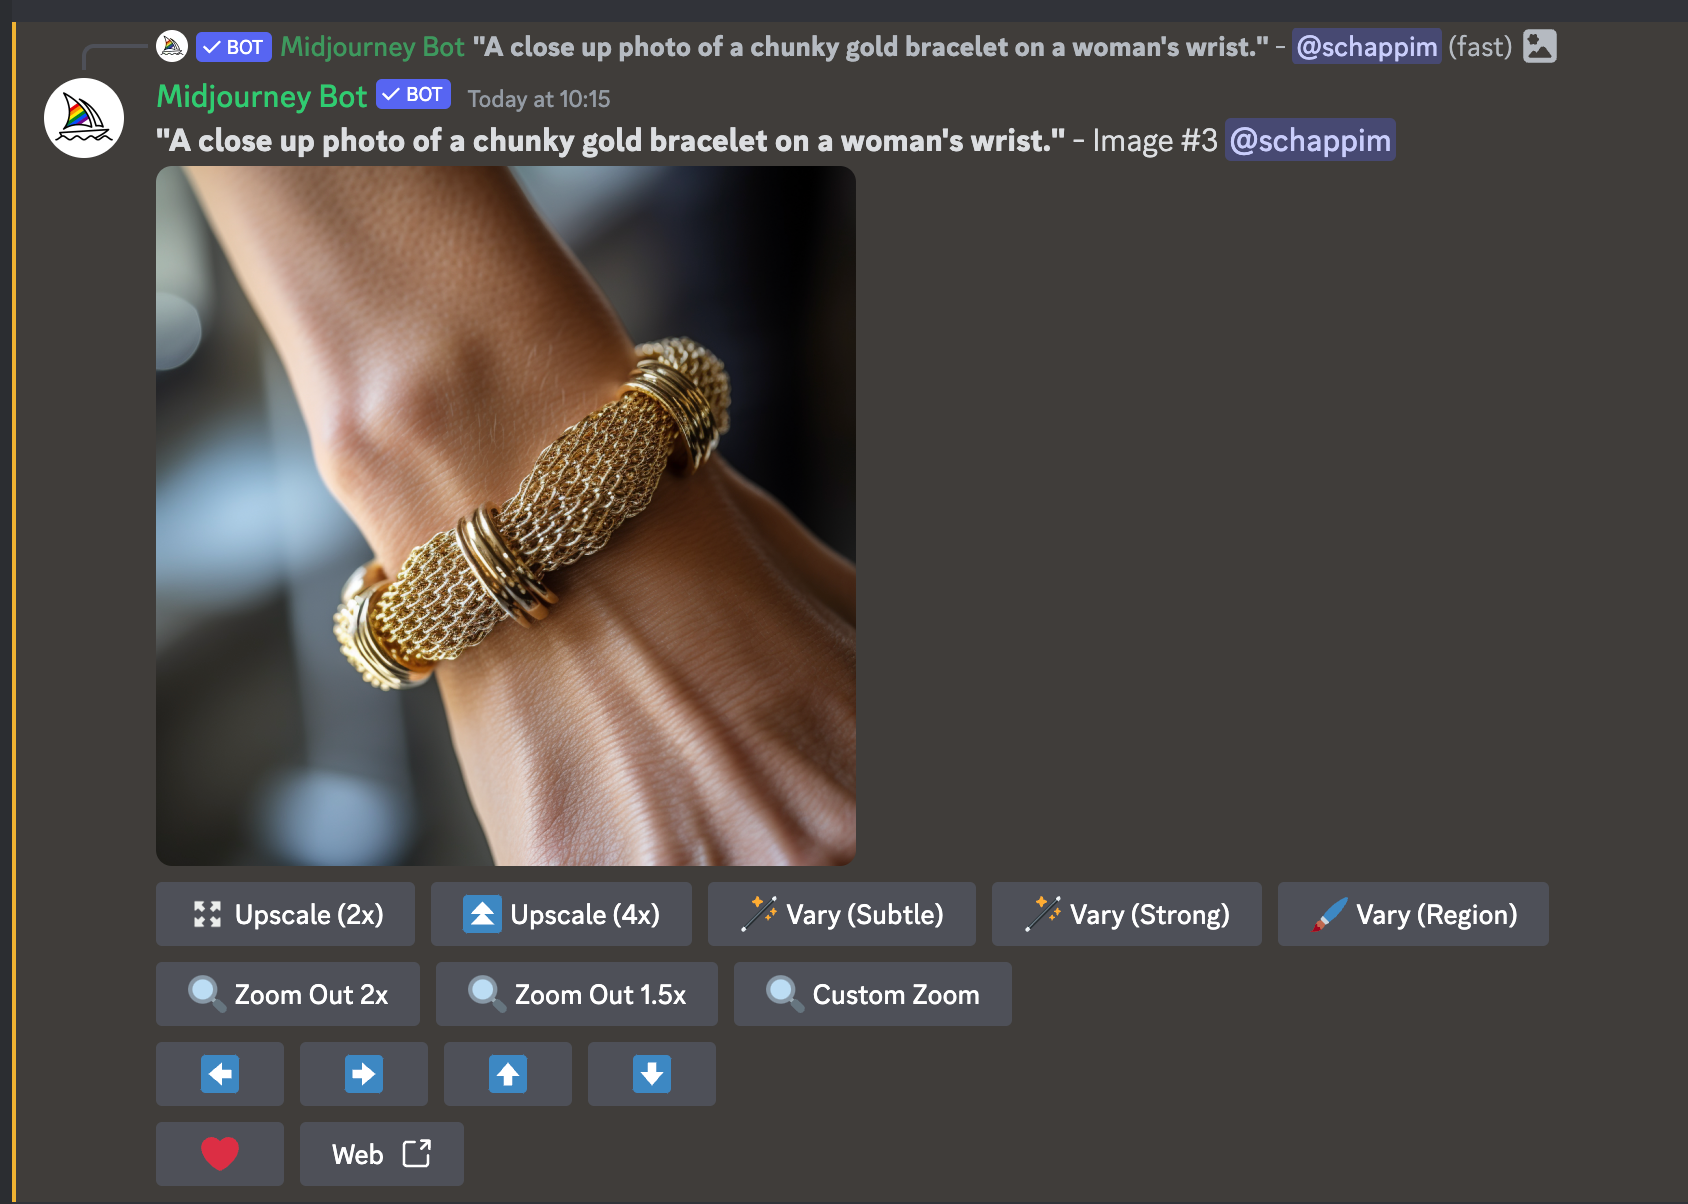 BOT Midjourney Bot "A close up photo of a chunky gold bracelet on a woman's wrist." - @schappim (fast)
Midjourney Bot BOT Today at 10:15
"A close up photo of a chunky gold bracelet on a woman's wrist." - Image #3 @schappim
Upscale (2x) Upscale (4x) Vary (Subtle) Vary (Strong) Vary (Region)
Zoom Out 2x Zoom Out 1.5x Custom Zoom
Web